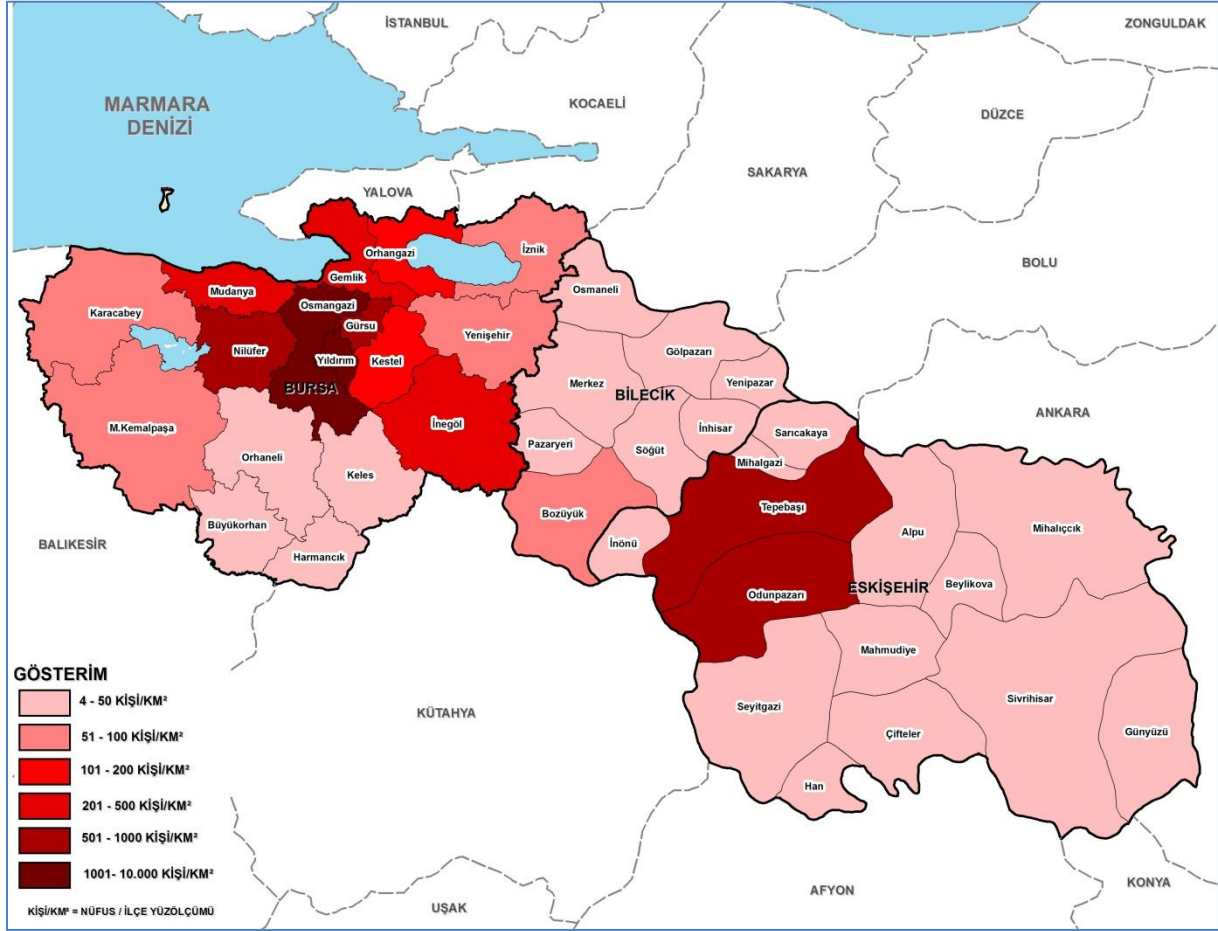 İSTANBUL
ZONGULDAK
MARMARA
DENİZİ
KOCAELİ
DÜZCE
SAKARYA
YALOVA
BOLU
Orhangazi
İznik
Gemlik
Osmaneli
Mudanya
Osmangazi
Karacabey
Gürsu
Yenişehir
Nilüfer
Yıldırım
Kestel
Gölpazarı
BURSA
Merkez
BİLECİK
Yenipazar
ANKARA
İnegöl
M.Kemalpaşa
İnhisar
Sarıcakaya
Pazaryeri
Söğüt
Orhaneli
Keles
Mihalgazi
Tepebaşı
Büyükorhan
Bozüyük
Alpu
Mihalıçcık
BALIKESİR
Harmancık
İnönü
Beylikova
Odunpazarı
ESKİŞEHİR
Mahmudiye
GÖSTERİM
4 - 50 KİŞİ/KM²
51 - 100 KİŞİ/KM²
101 - 200 KİŞİ/KM²
201 - 500 KİŞİ/KM²
501 - 1000 KİŞİ/KM²
1001- 10.000 KİŞİ/KM²
KİŞİ/KM² = NÜFUS / İLÇE YÜZÖLÇÜMÜ
KÜTAHYA
Seyitgazi
Sivrihisar
Çifteler
Günyüzü
Han
UŞAK
AFYON
KONYA